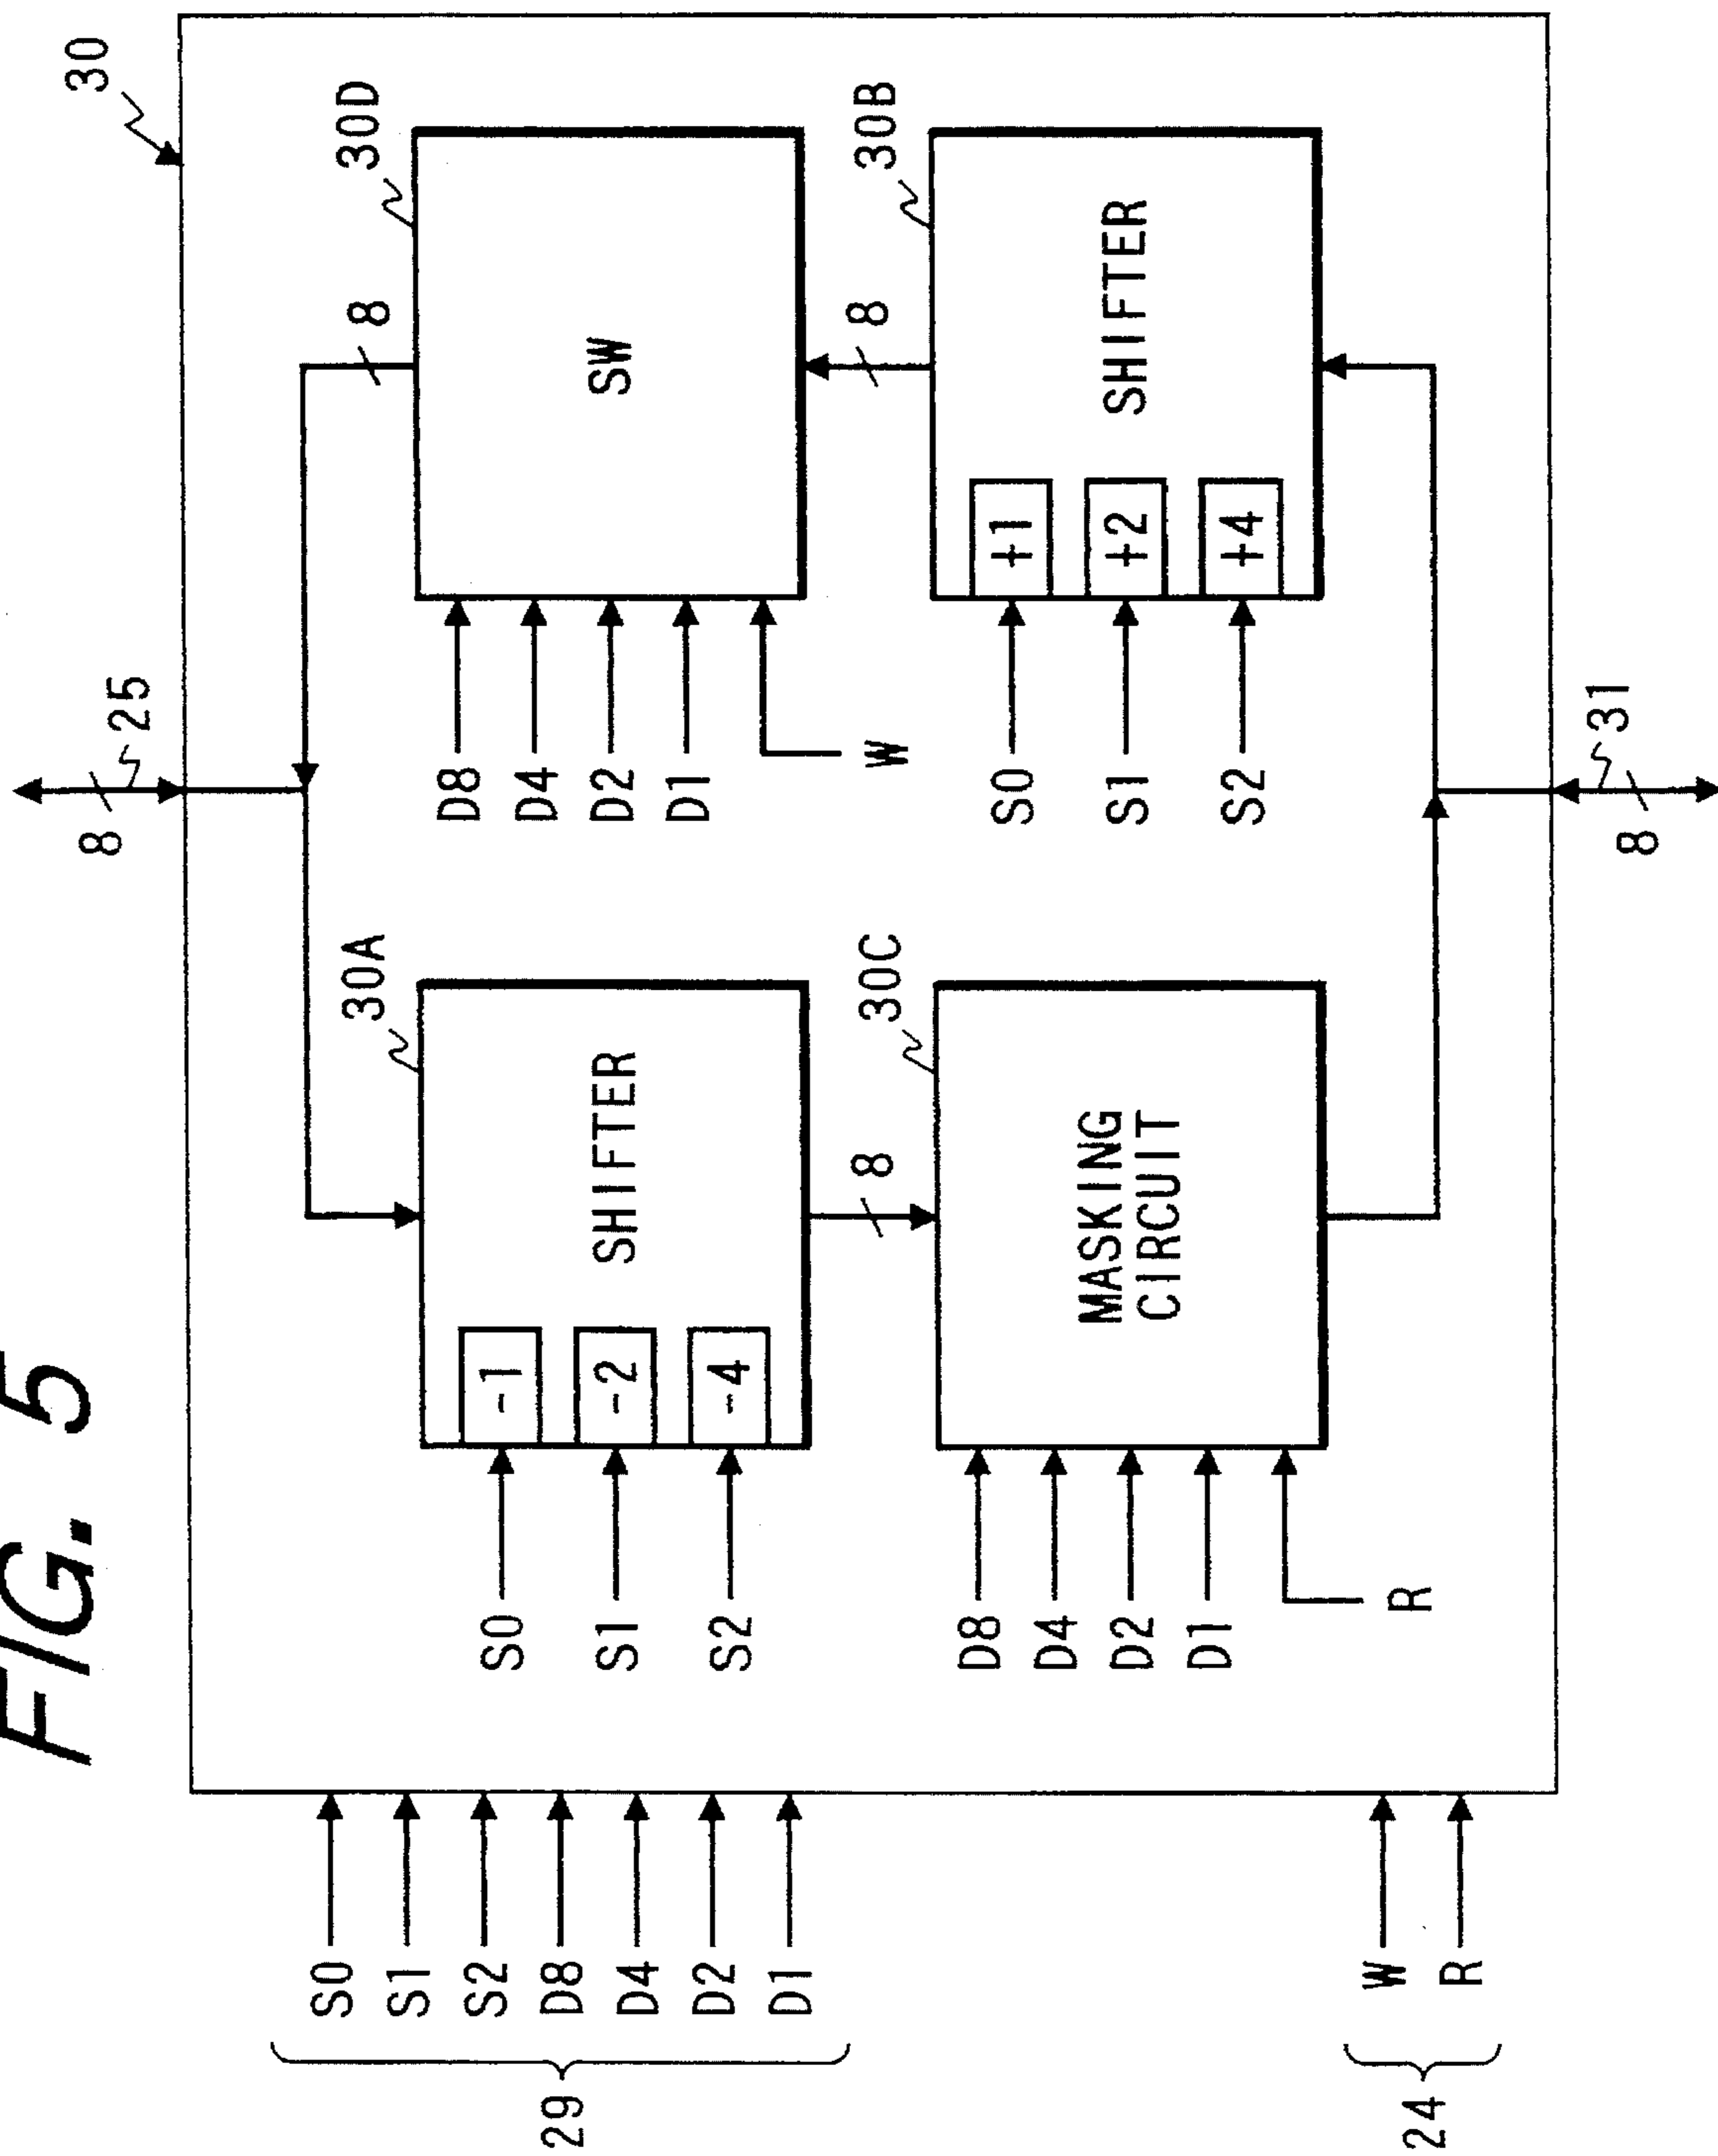 FIG. 5
30
8
25
30A
SHIFTER
-1
-2
-4
S0
S1
S2
8
30D
SW
8
D8
D4
D2
D1
W
30C
MASKING
CIRCUIT
D8
D4
D2
D1
R
8
30B
SHIFTER
+1
+2
+4
S0
S1
S2
8
31
S0
S1
S2
D8
D4
D2
D1
29
W
R
24